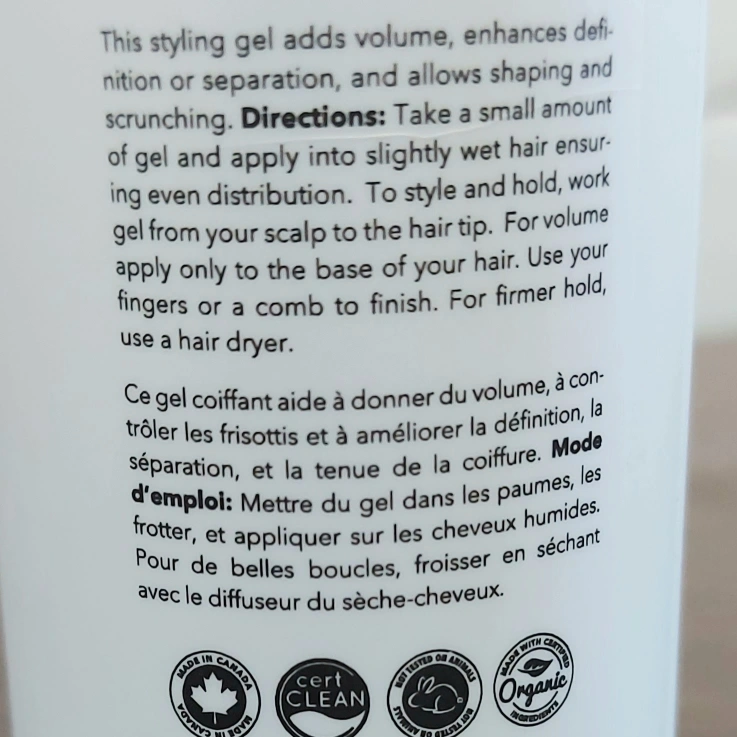 This styling gel adds volume, enhances defi-
nition or separation, and allows shaping and
scrunching. Directions: Take a small amount
of gel and apply into slightly wet hair ensur-
ing even distribution. To style and hold, work
gel from your scalp to the hair tip. For volume
apply only to the base of your hair. Use your
fingers or a comb to finish. For firmer hold,
use a hair dryer.
Ce gel coiffant aide à donner du volume, à con-
trôler les frisottis et à améliorer la définition, la
séparation, et la tenue de la coiffure. Mode
d'emploi: Mettre du gel dans les paumes, les
frotter, et appliquer sur les cheveux humides.
Pour de belles boucles, froisser en séchant
avec le diffuseur du sèche-cheveux.
MADE IN CANADA
MADE IN CANADA
cert
CLEAN
NOT TESTED ON ANIMALS
NOT TESTED ON ANIMALS
MADE WITH CERTIFIED
Organic
INGREDIENTS